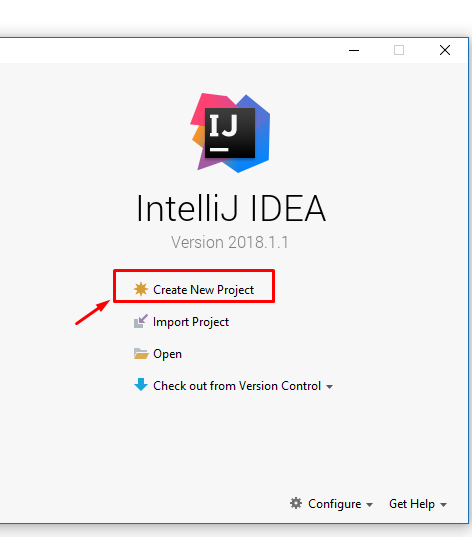 IJ
IntelliJ IDEA
Version 2018.1.1
Create New Project
Import Project
Open
Check out from Version Control
Configure Get Help